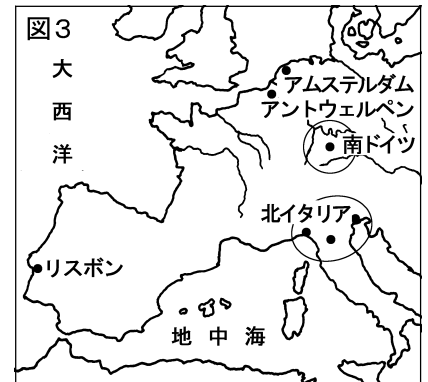 図３
大西洋
アムステルダム
アントウェルペン
南ドイツ
北イタリア
リスボン
地中海